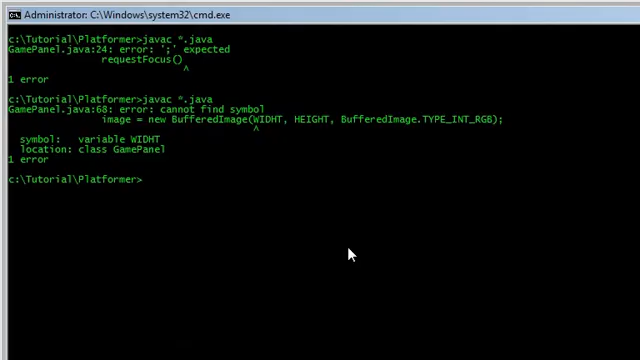 Administrator: C:\Windows\system32\cmd.exe
c:\Tutorial\Platformer>javac *.java
GamePanel.java:24: error: ';' expected
requestFocus()
^
1 error
c:\Tutorial\Platformer>javac *.java
GamePanel.java:68: error: cannot find symbol
image = new BufferedImage(WIDHT, HEIGHT, BufferedImage.TYPE_INT_RGB);
^
symbol: variable WIDHT
location: class GamePanel
1 error
c:\Tutorial\Platformer>